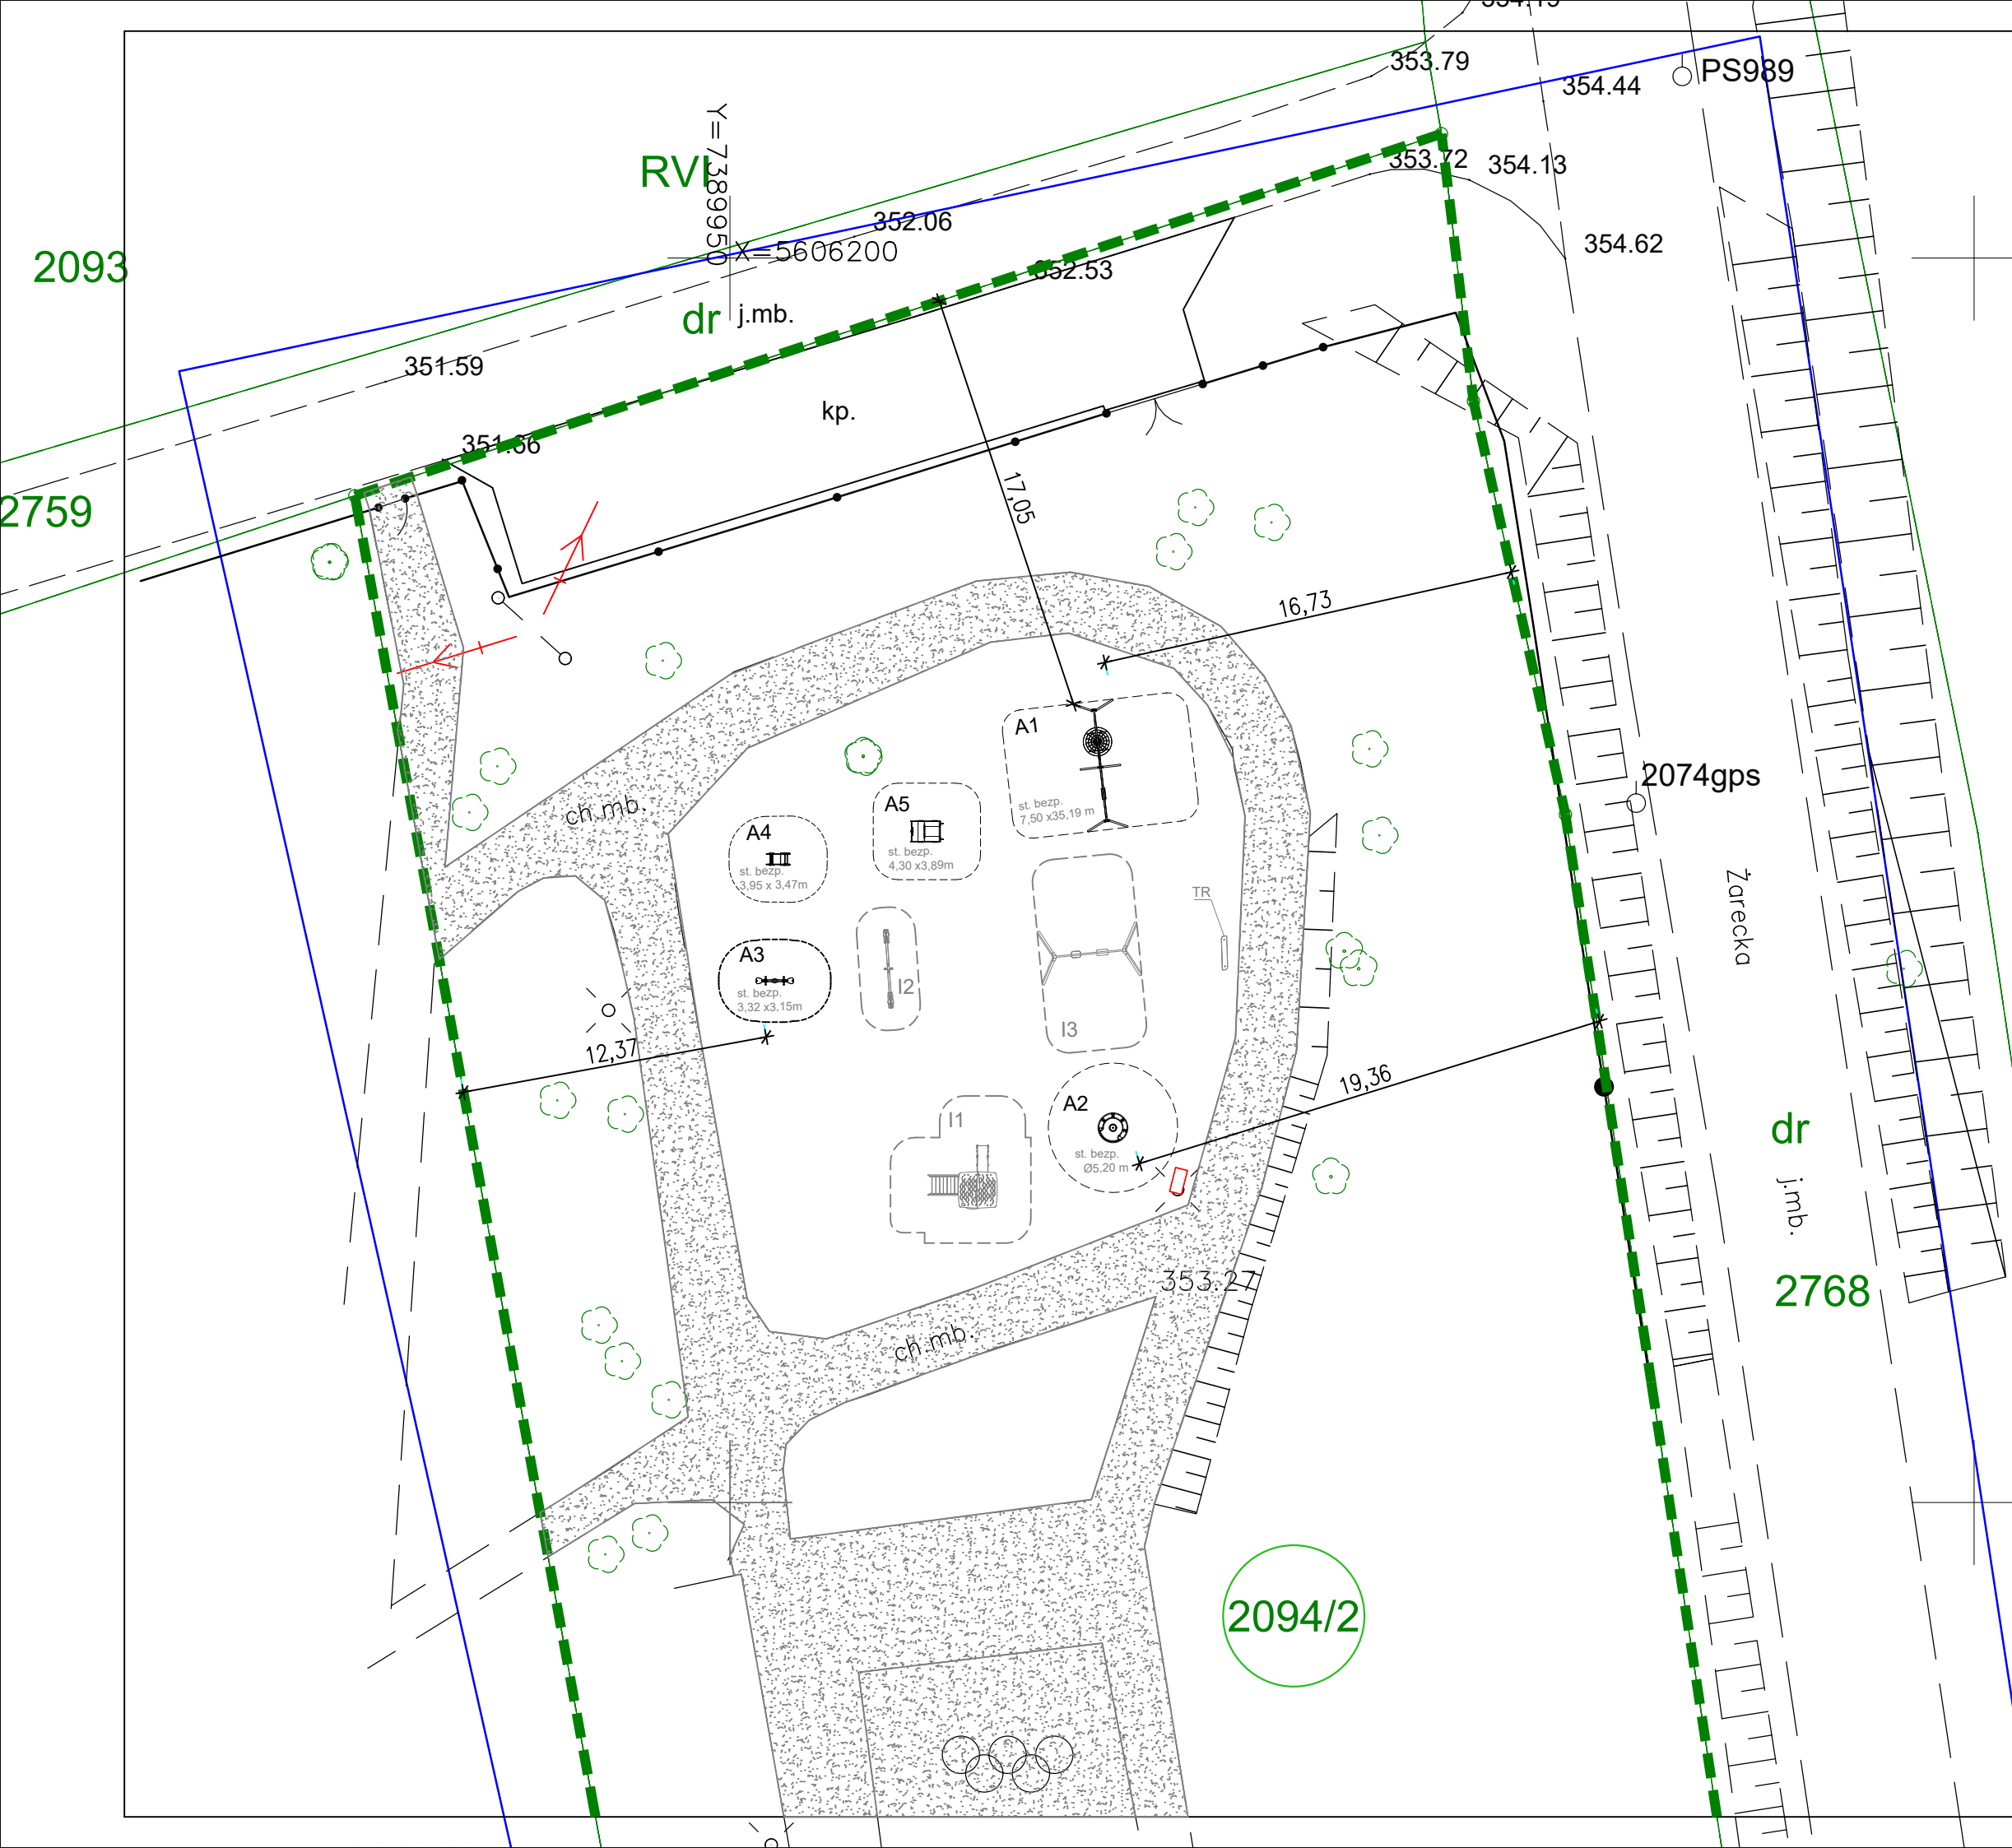 354.19
353.79
354.44
PS989
353.72
354.13
RVI
Y=7389950
352.06
X=5606200
354.62
2093
352.53
dr
j.mb.
351.59
kp.
351.66
2759
17,05
16,73
A1
st. bezp.
7,50 x35,19 m
2074gps
ch.mb.
A5
st. bezp.
4,30 x3,89m
A4
st. bezp.
3,95 x 3,47m
TR
Żarecka
A3
st. bezp.
3,32 x3,15m
I2
I3
12,37
19,36
I1
A2
st. bezp.
Ø5,20 m
dr
j.mb.
353.27
2768
ch.mb.
2094/2